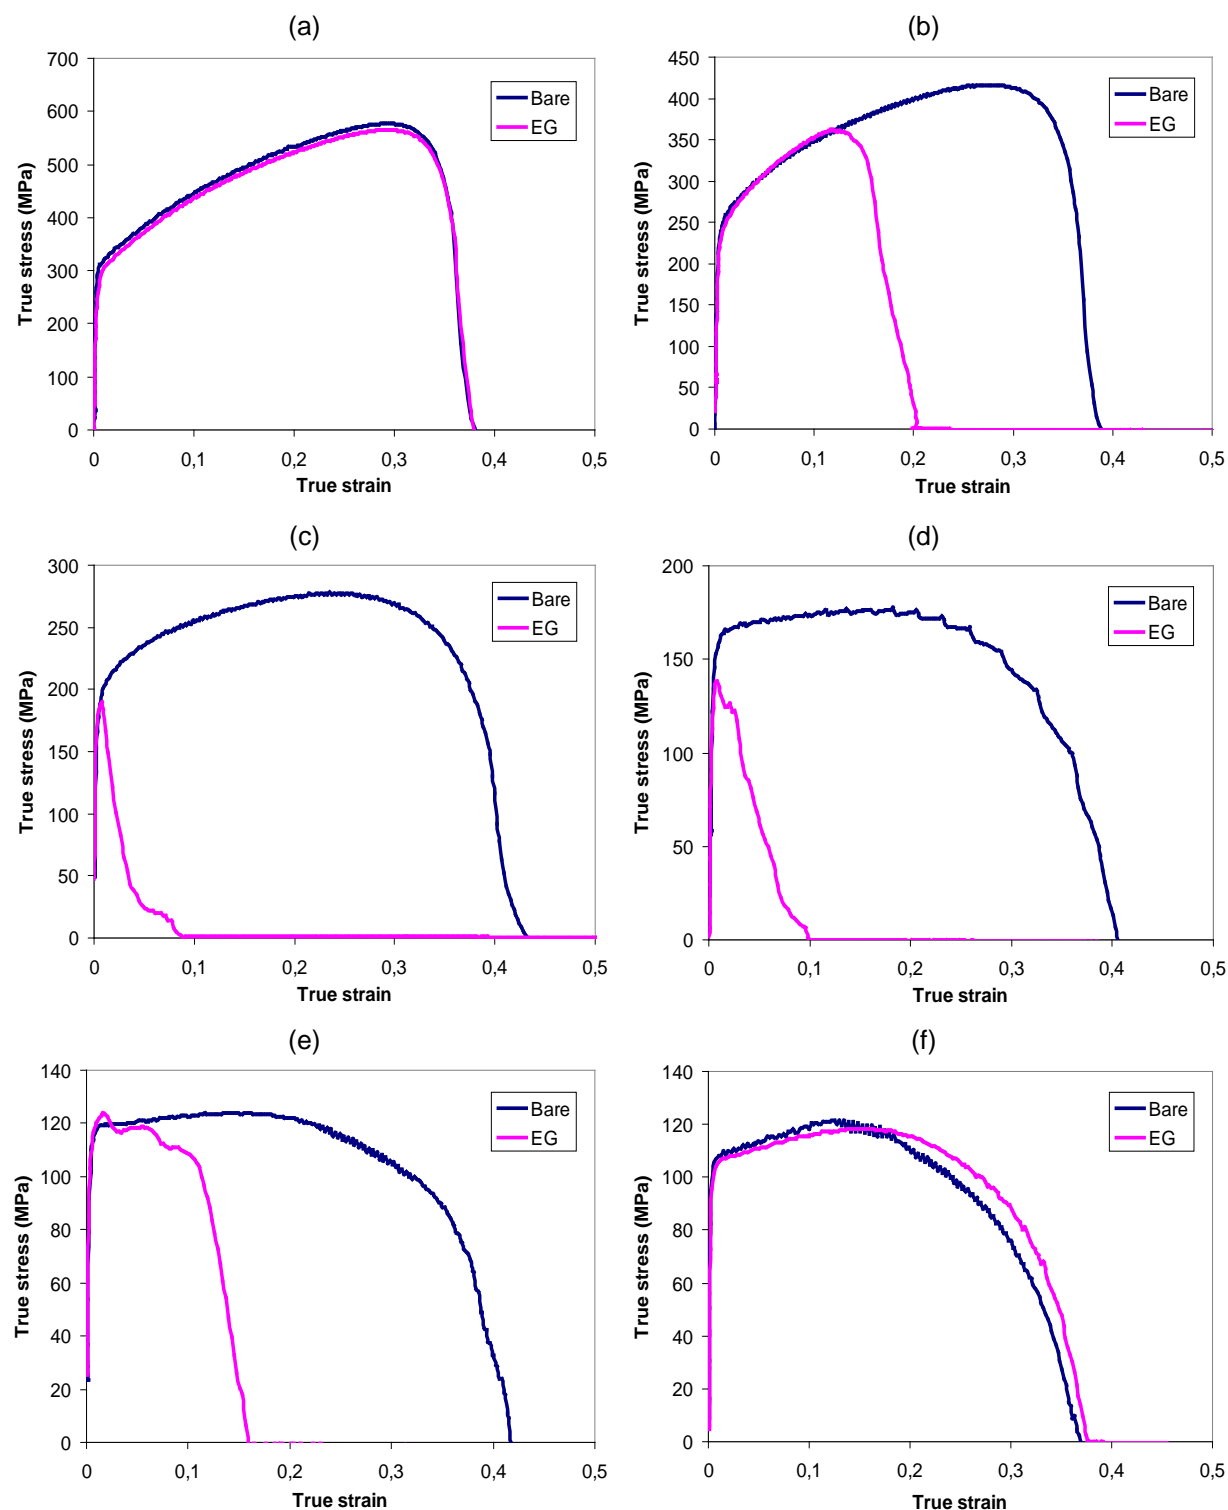 (a)
700
600
500
400
300
200
100
0
True stress (MPa)
0 0,1 0,2 0,3 0,4 0,5
True strain
Bare
EG
(b)
450
400
350
300
250
200
150
100
50
0
True stress (MPa)
0 0,1 0,2 0,3 0,4 0,5
True strain
Bare
EG
(c)
300
250
200
150
100
50
0
True stress (MPa)
0 0,1 0,2 0,3 0,4 0,5
True strain
Bare
EG
(d)
200
150
100
50
0
True stress (MPa)
0 0,1 0,2 0,3 0,4 0,5
True strain
Bare
EG
(e)
140
120
100
80
60
40
20
0
True stress (MPa)
0 0,1 0,2 0,3 0,4 0,5
True strain
Bare
EG
(f)
140
120
100
80
60
40
20
0
True stress (MPa)
0 0,1 0,2 0,3 0,4 0,5
True strain
Bare
EG